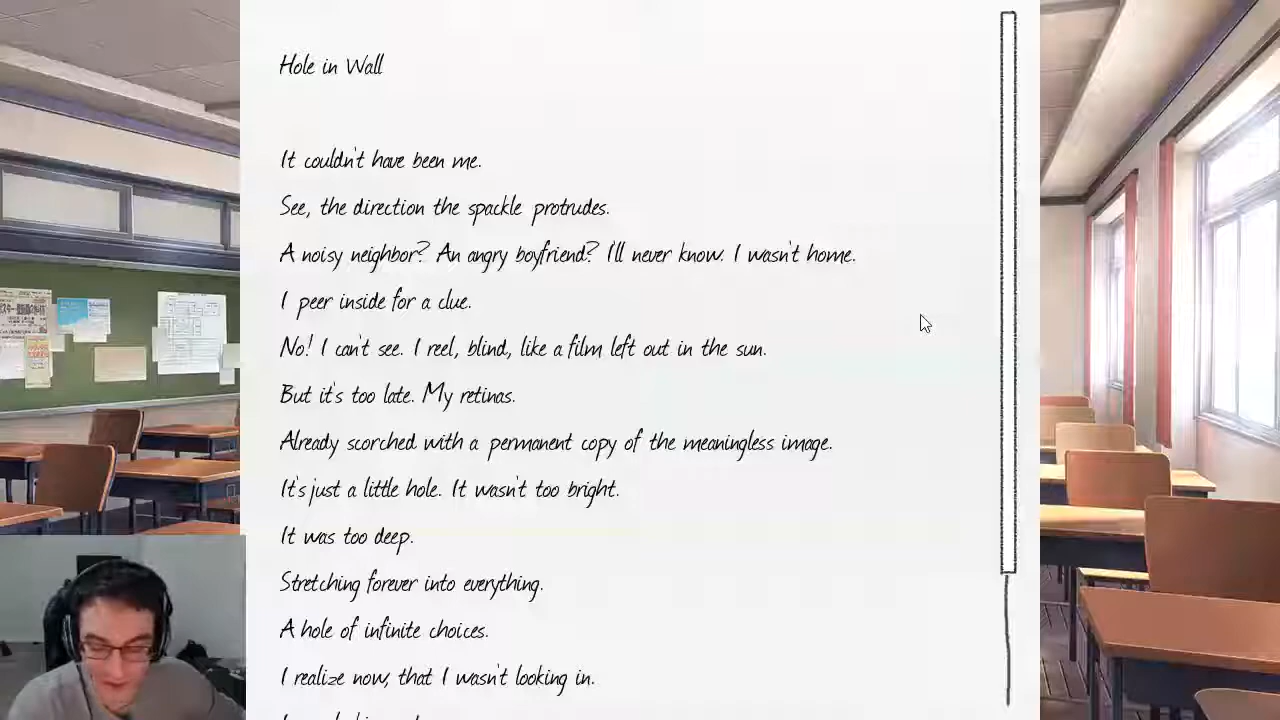 Hole in Wall
It couldn't have been me.
See, the direction the spackle protrudes.
A noisy neighbor? An angry boyfriend? I'll never know. I wasn't home.
I peer inside for a clue.
No! I can't see. I reel, blind, like a film left out in the sun.
But it's too late. My retinas.
Already scorched with a permanent copy of the meaningless image.
It's just a little hole. It wasn't too bright.
It was too deep.
Stretching forever into everything.
A hole of infinite choices.
I realize now, that I wasn't looking in.